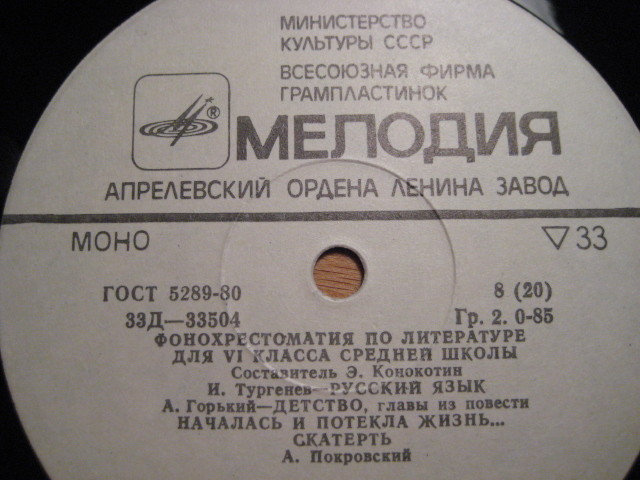 МИНИСТЕРСТВО
КУЛЬТУРЫ СССР
ВСЕСОЮЗНАЯ ФИРМА
ГРАМПЛАСТИНОК
®
МЕЛОДИЯ
АПРЕЛЕВСКИЙ ОРДЕНА ЛЕНИНА ЗАВОД
МОНО ▽33
ГОСТ 5289-80 8 (20)
33Д—33504 Гр. 2. 0-85
ФОНОХРЕСТОМАТИЯ ПО ЛИТЕРАТУРЕ
ДЛЯ VI КЛАССА СРЕДНЕЙ ШКОЛЫ
Составитель Э. Конокотин
И. Тургенев—РУССКИЙ ЯЗЫК
А. Горький—ДЕТСТВО, главы из повести
НАЧАЛАСЬ И ПОТЕКЛА ЖИЗНЬ...
СКАТЕРТЬ
А. Покровский